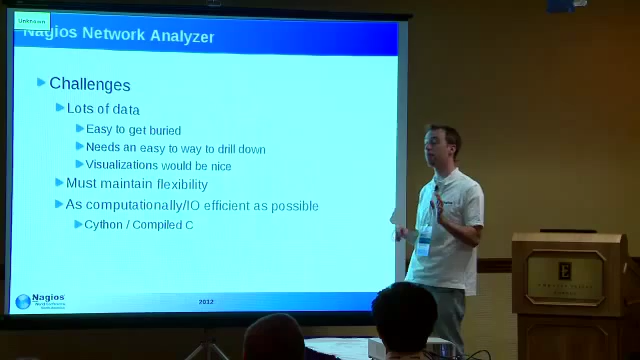 Unknown
Nagios Network Analyzer
Challenges
Lots of data
Easy to get buried
Needs an easy to way to drill down
Visualizations would be nice
Must maintain flexibility
As computationally/IO efficient as possible
Cython / Compiled C
Nagios
2012